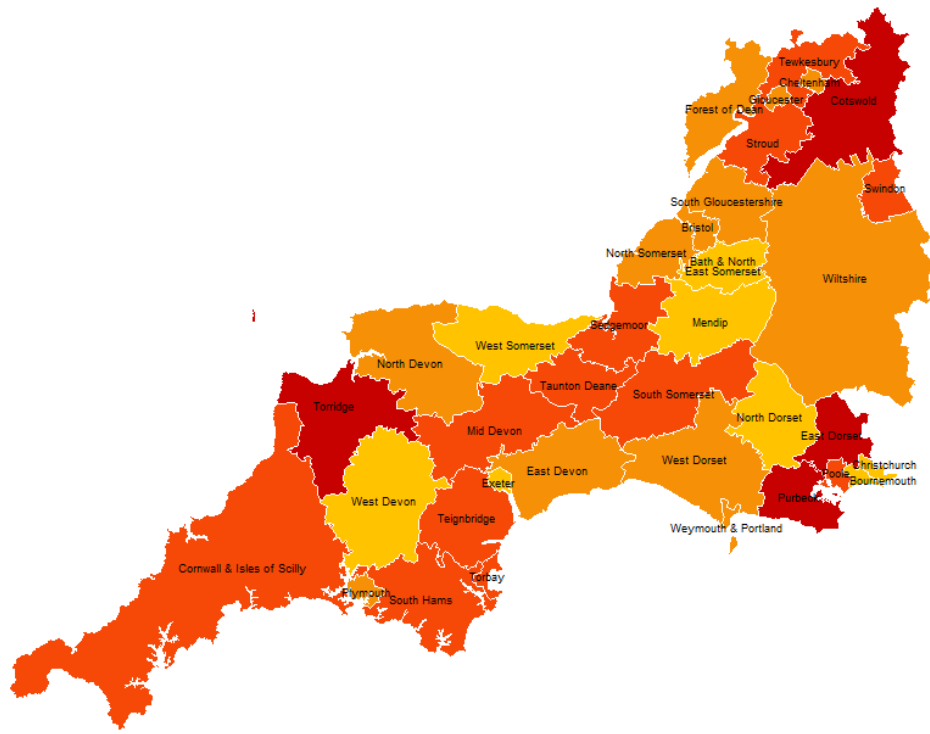 Tewkesbury
Cheltenham
Gloucester
Cotswold
Forest of Dean
Stroud
Swindon
South Gloucestershire
Bristol
North Somerset
Bath & North
East Somerset
Wiltshire
Mendip
Sedgemoor
West Somerset
North Devon
Taunton Deane
South Somerset
Torridge
North Dorset
Mid Devon
East Dorset
West Dorset
East Devon
Christchurch
Poole
Bournemouth
Exeter
Purbeck
West Devon
Teignbridge
Weymouth & Portland
Cornwall & Isles of Scilly
Torbay
Plymouth
South Hams